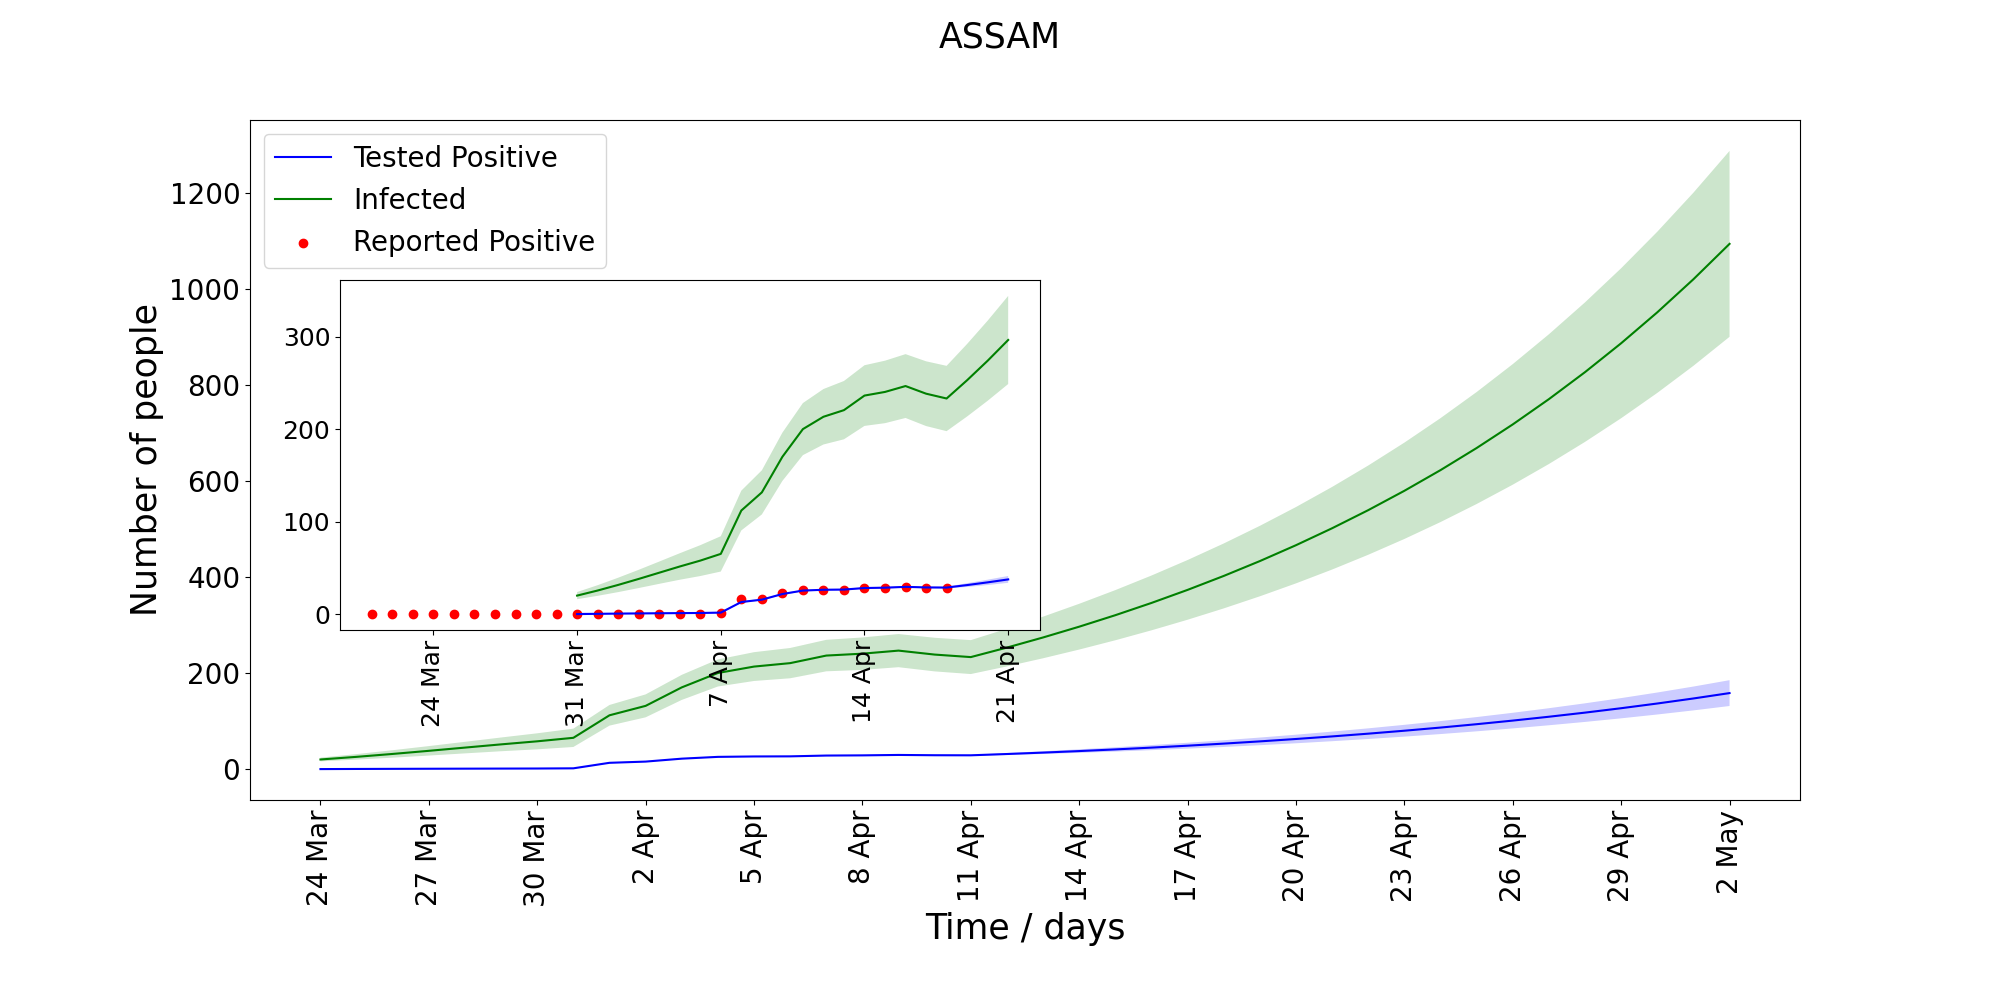 ASSAM
Tested Positive
Infected
Reported Positive
Number of people
1200
1000
800
600
400
200
0
300
200
100
0
24 Mar
31 Mar
7 Apr
14 Apr
21 Apr
24 Mar
27 Mar
30 Mar
2 Apr
5 Apr
8 Apr
11 Apr
14 Apr
17 Apr
20 Apr
23 Apr
26 Apr
29 Apr
2 May
Time / days